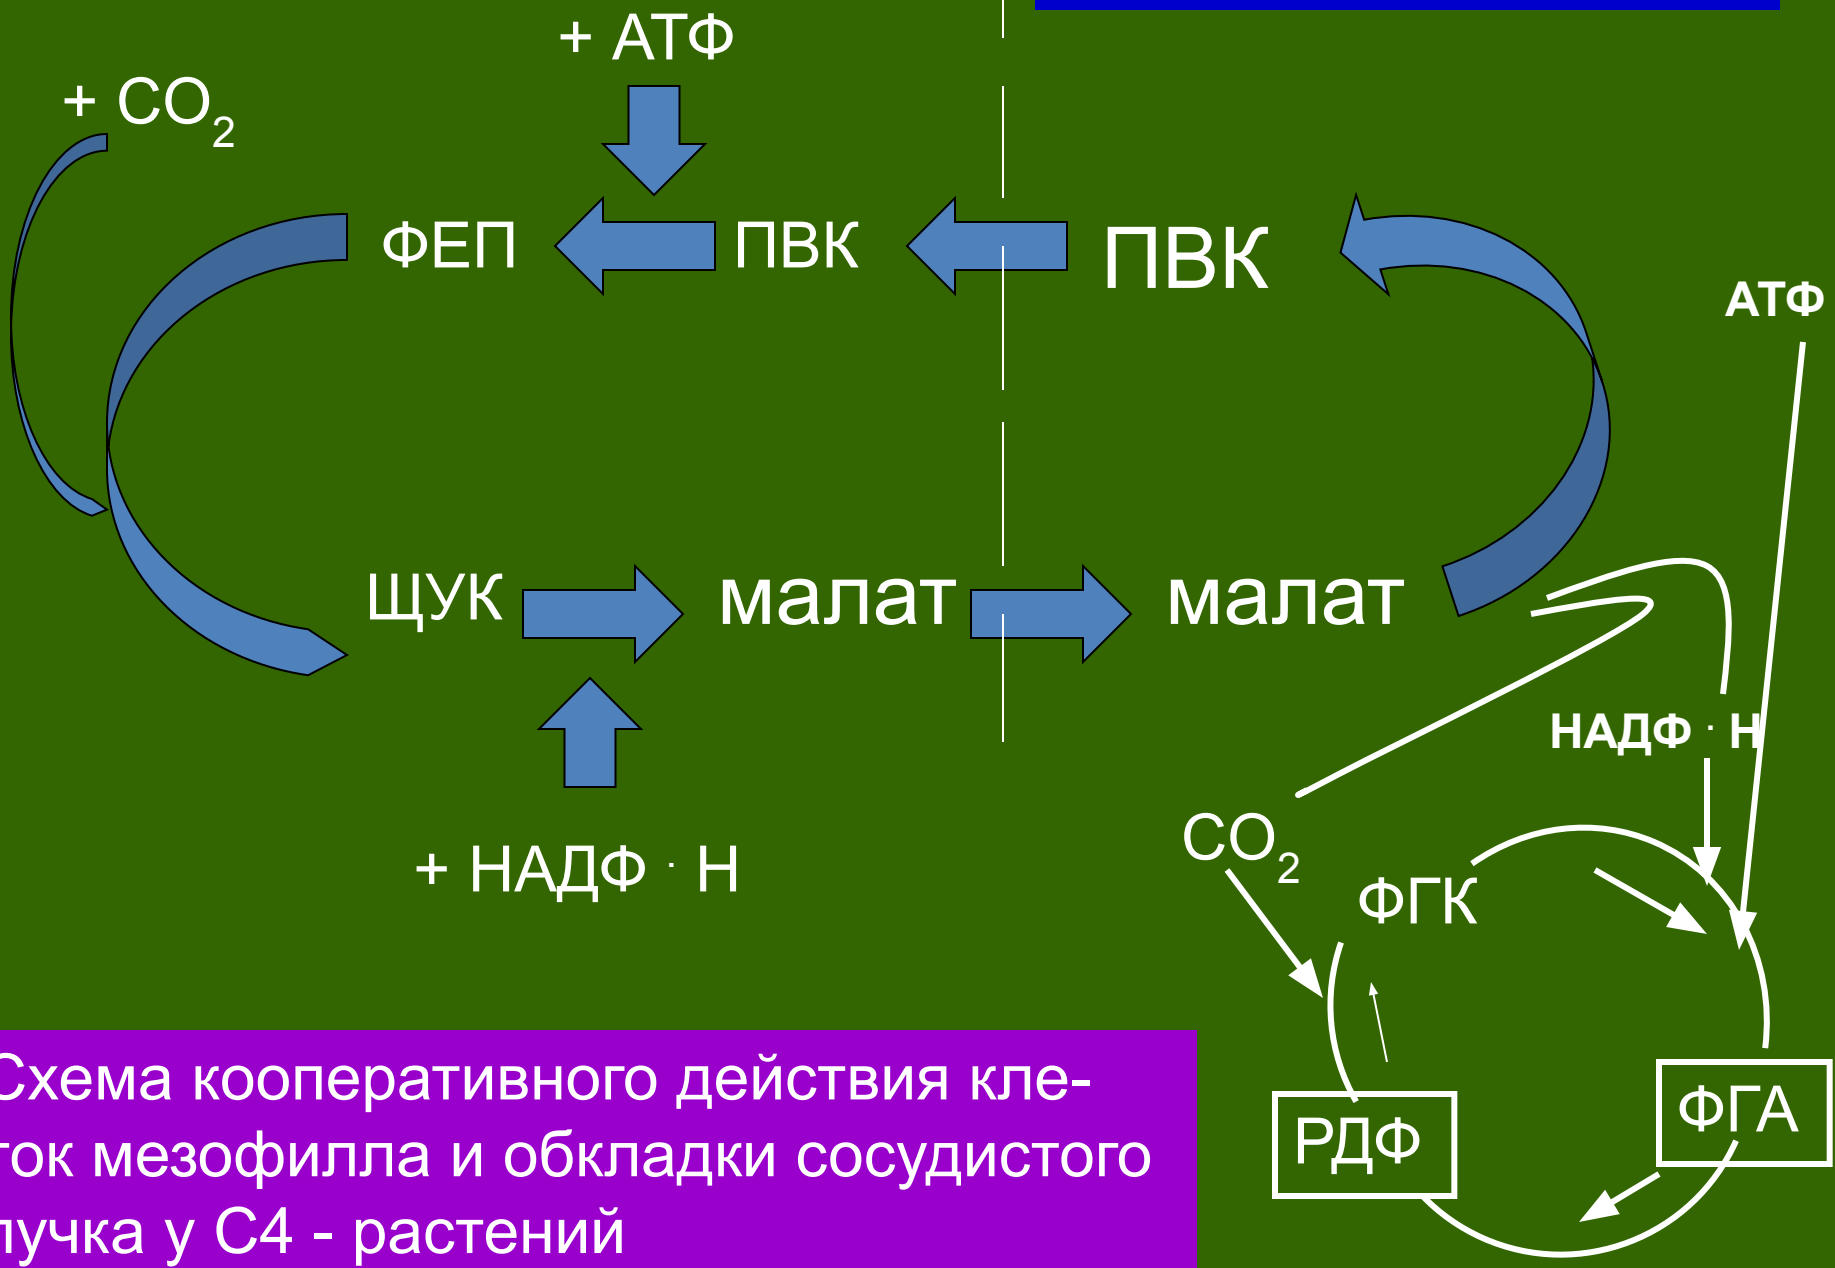 + АТФ
+ CO2
ФЕП
ПВК
ПВК
АТФ
ЩУК
малат
малат
НАДФ · Н
+ НАДФ · Н
CO2
ФГК
РДФ
ФГА
Схема кооперативного действия кле-
ток мезофилла и обкладки сосудистого
пучка у С4 - растений